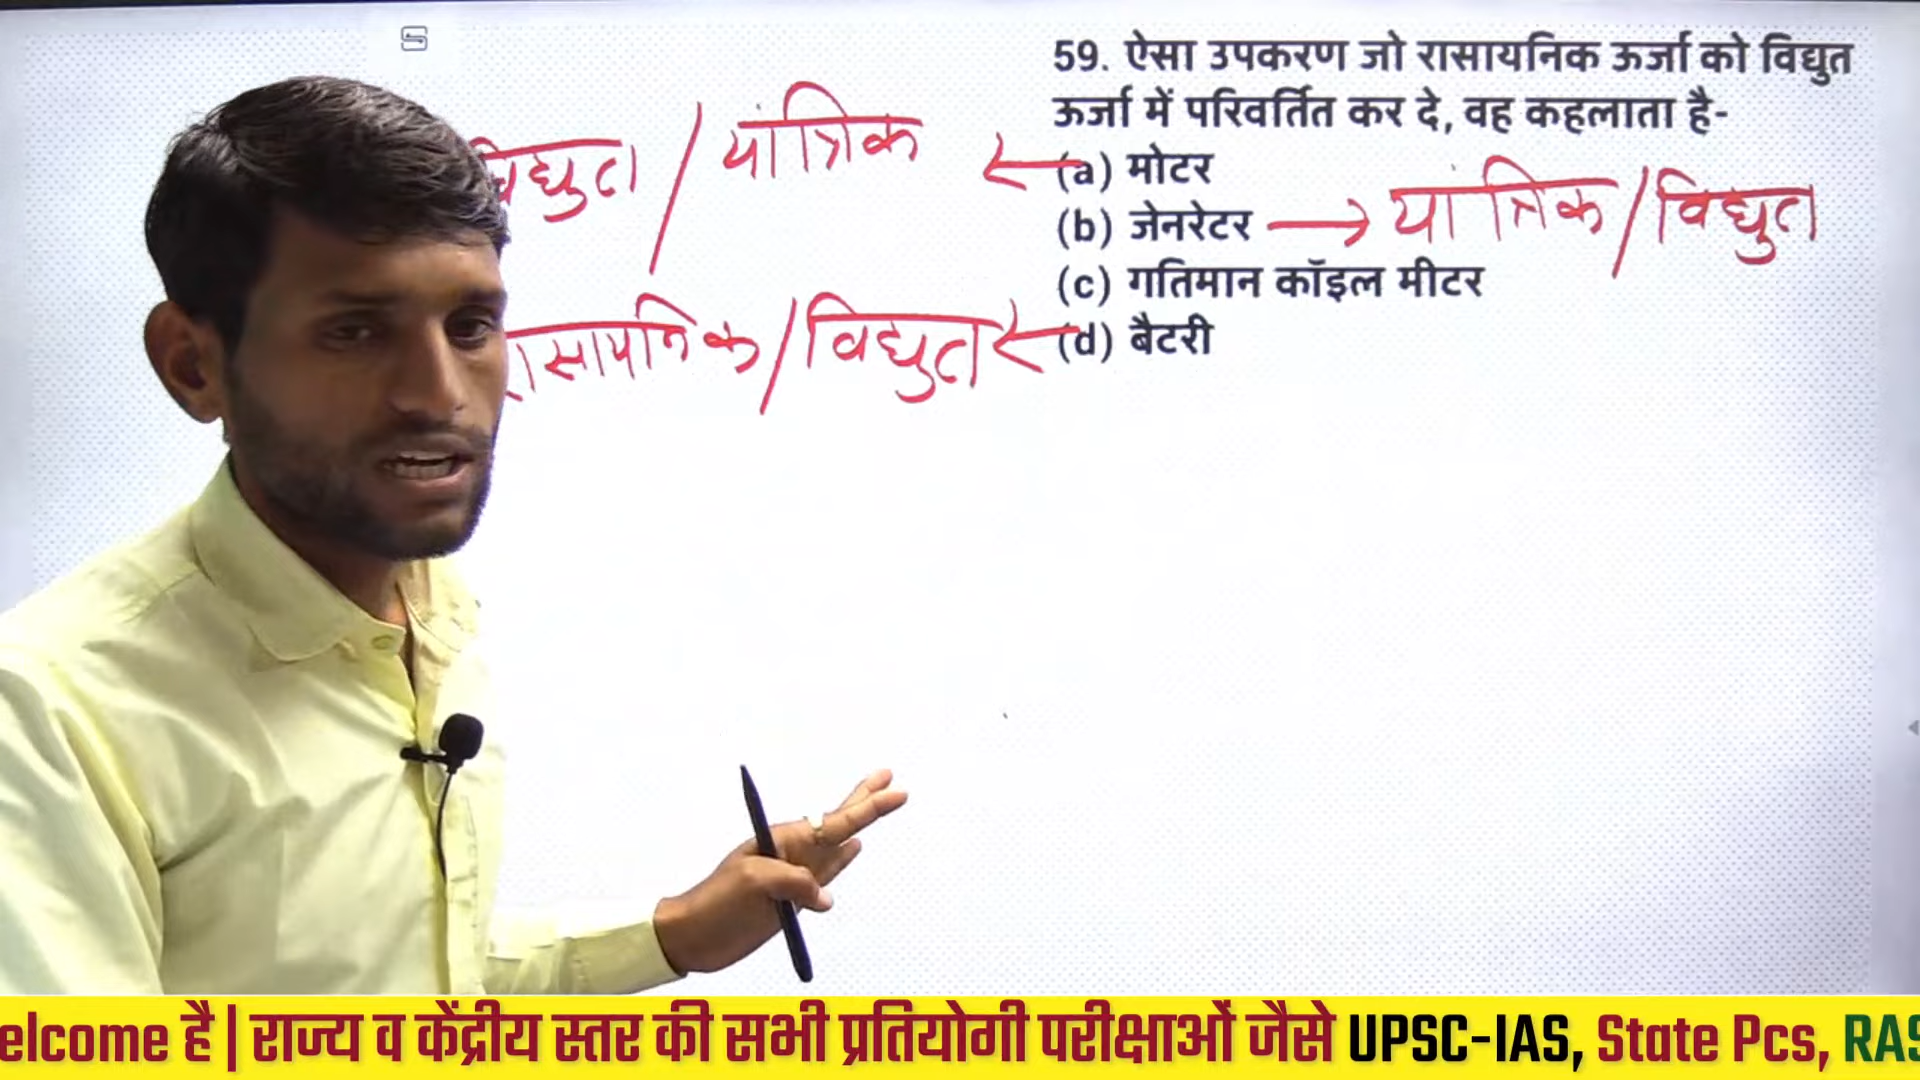 59. ऐसा उपकरण जो रासायनिक ऊर्जा को विद्युत
ऊर्जा में परिवर्तित कर दे, वह कहलाता है-
विद्युत / यांत्रिक ← (a) मोटर
(b) जेनरेटर → यांत्रिक / विद्युत
(c) गतिमान कॉइल मीटर
रासायनिक / विद्युत ← (d) बैटरी
elcome है | राज्य व केंद्रीय स्तर की सभी प्रतियोगी परीक्षाओं जैसे UPSC-IAS, State Pcs, RAS